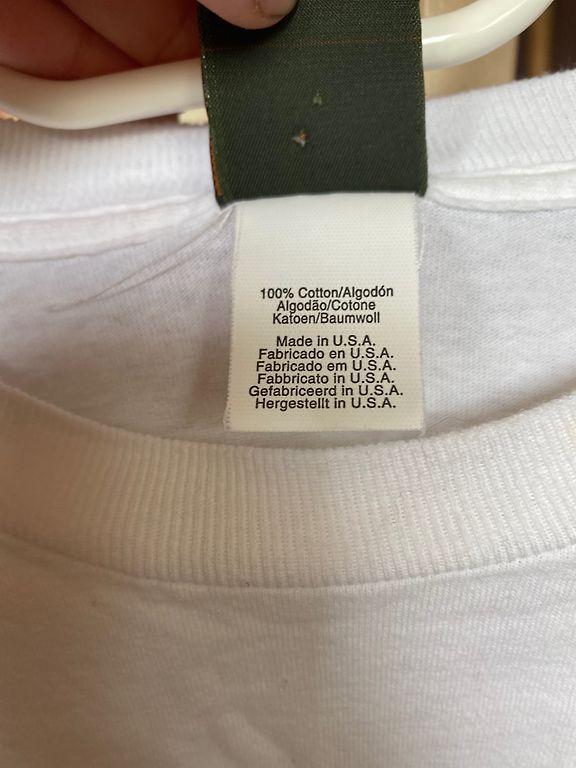 100% Cotton/Algodón
Algodão/Cotone
Katoen/Baumwoll
Made in U.S.A.
Fabricado en U.S.A.
Fabricado em U.S.A.
Fabbricato in U.S.A.
Gefabriceerd in U.S.A.
Hergestellt in U.S.A.